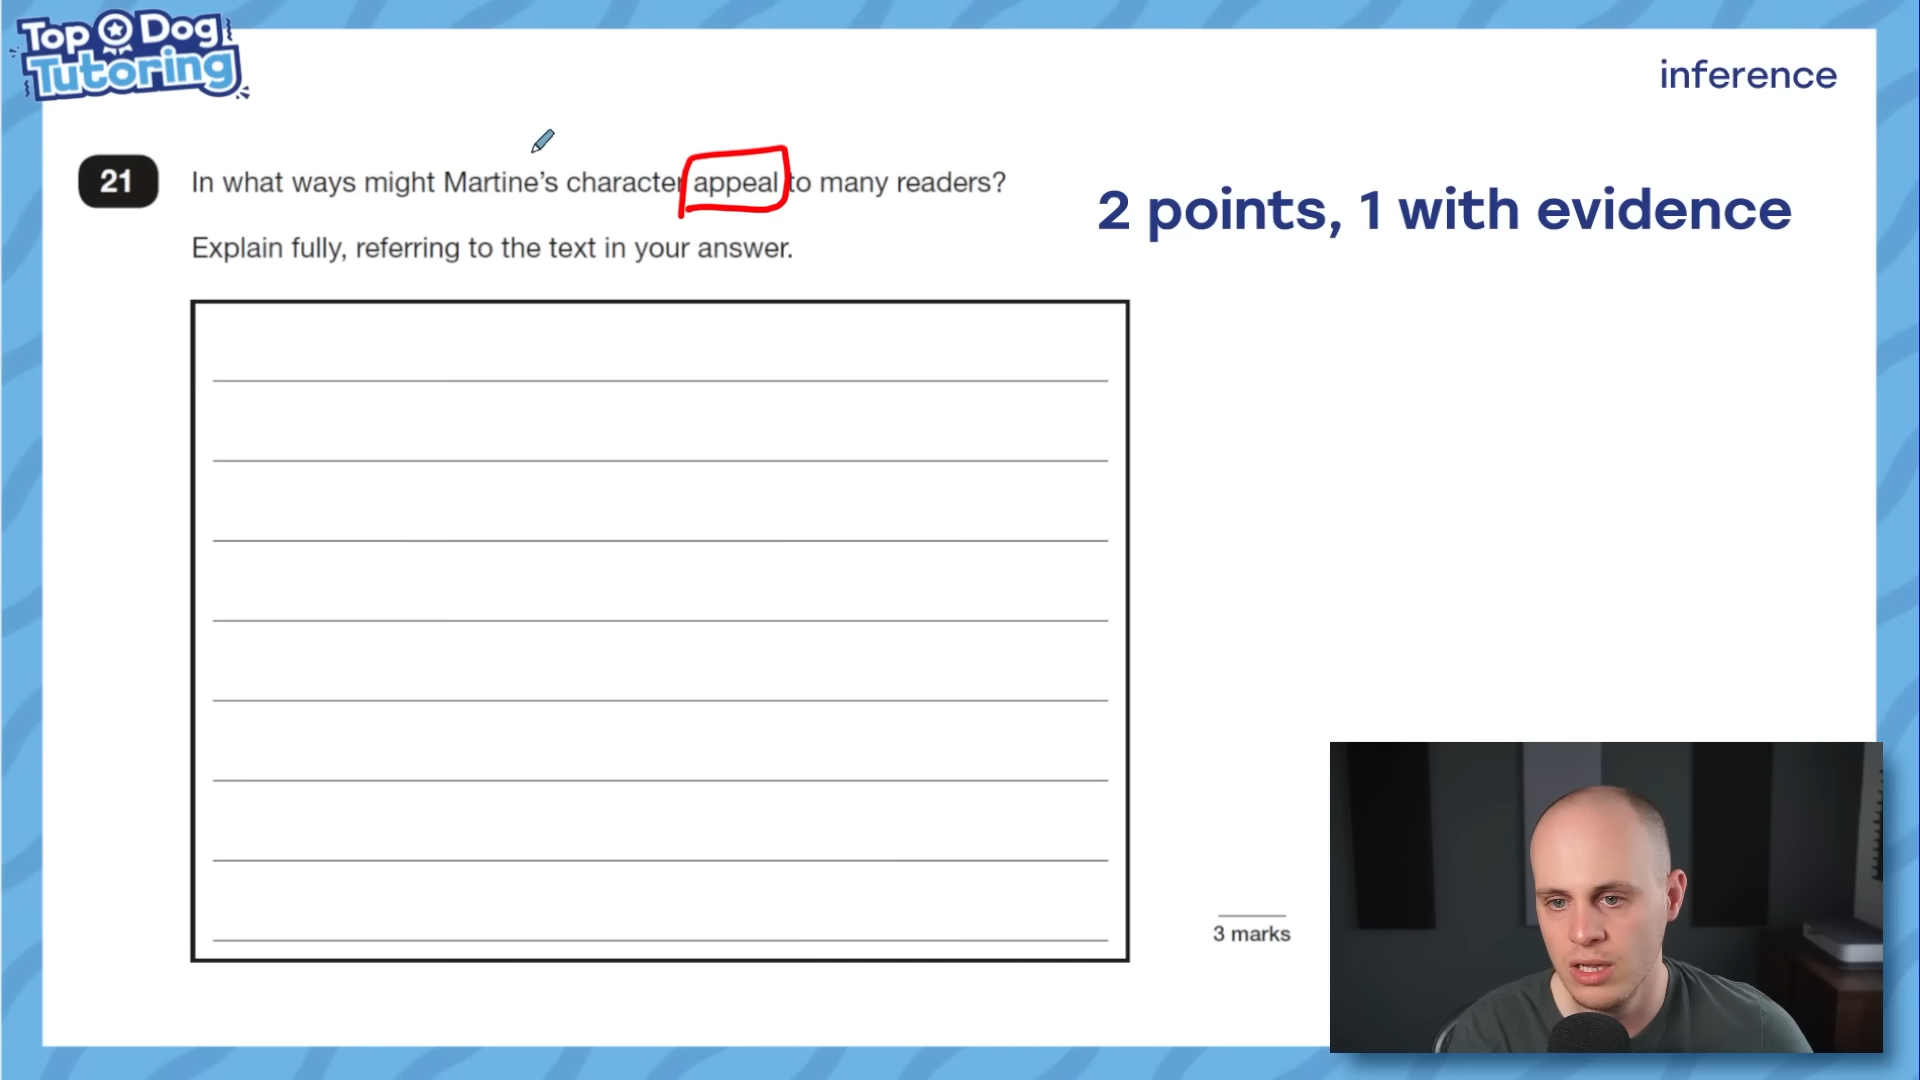 Top Dog
Tutoring
inference
21
In what ways might Martine's character appeal to many readers?
2 points, 1 with evidence
Explain fully, referring to the text in your answer.
3 marks